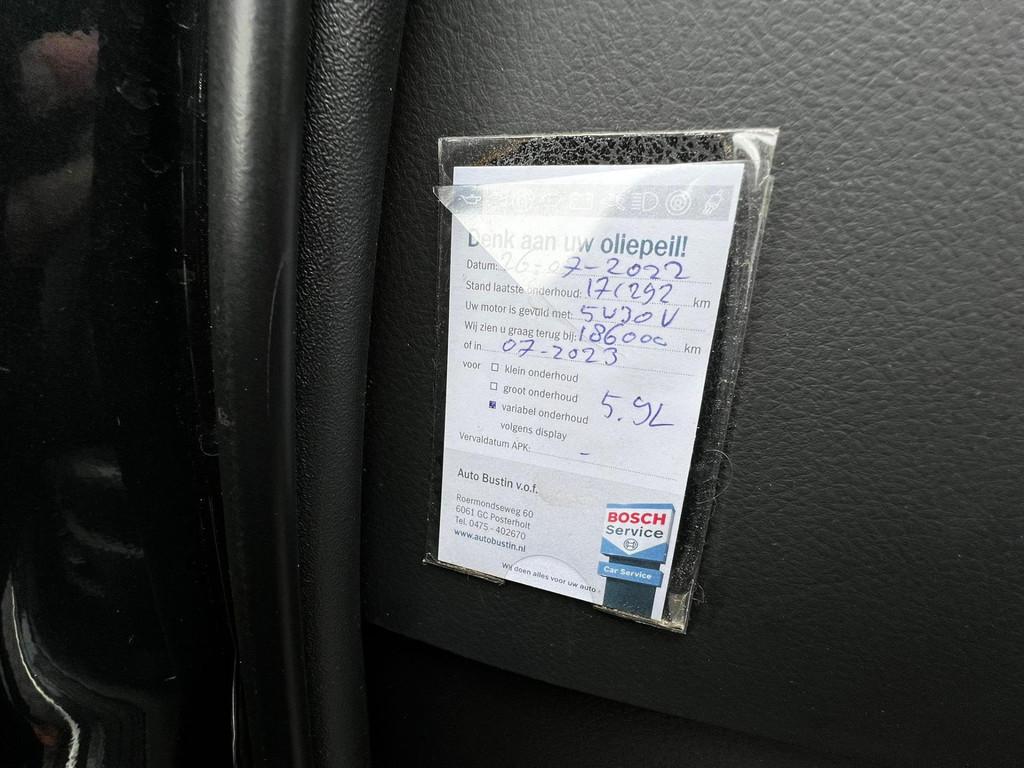 Denk aan uw oliepeil!
Datum: 26-07-2022
Stand laatste onderhoud: 171292 km
Uw motor is gevuld met: 5W30 V
Wij zien u graag terug bij: 186000 km
of in 07-2023
voor klein onderhoud
groot onderhoud
variabel onderhoud
volgens display
5.9L
Vervaldatum APK: -
Auto Bustin v.o.f.
Roermondseweg 60
6061 GC Posterholt
Tel. 0475 - 402670
www.autobustin.nl
Wij doen alles voor uw auto
BOSCH
Service
Car Service